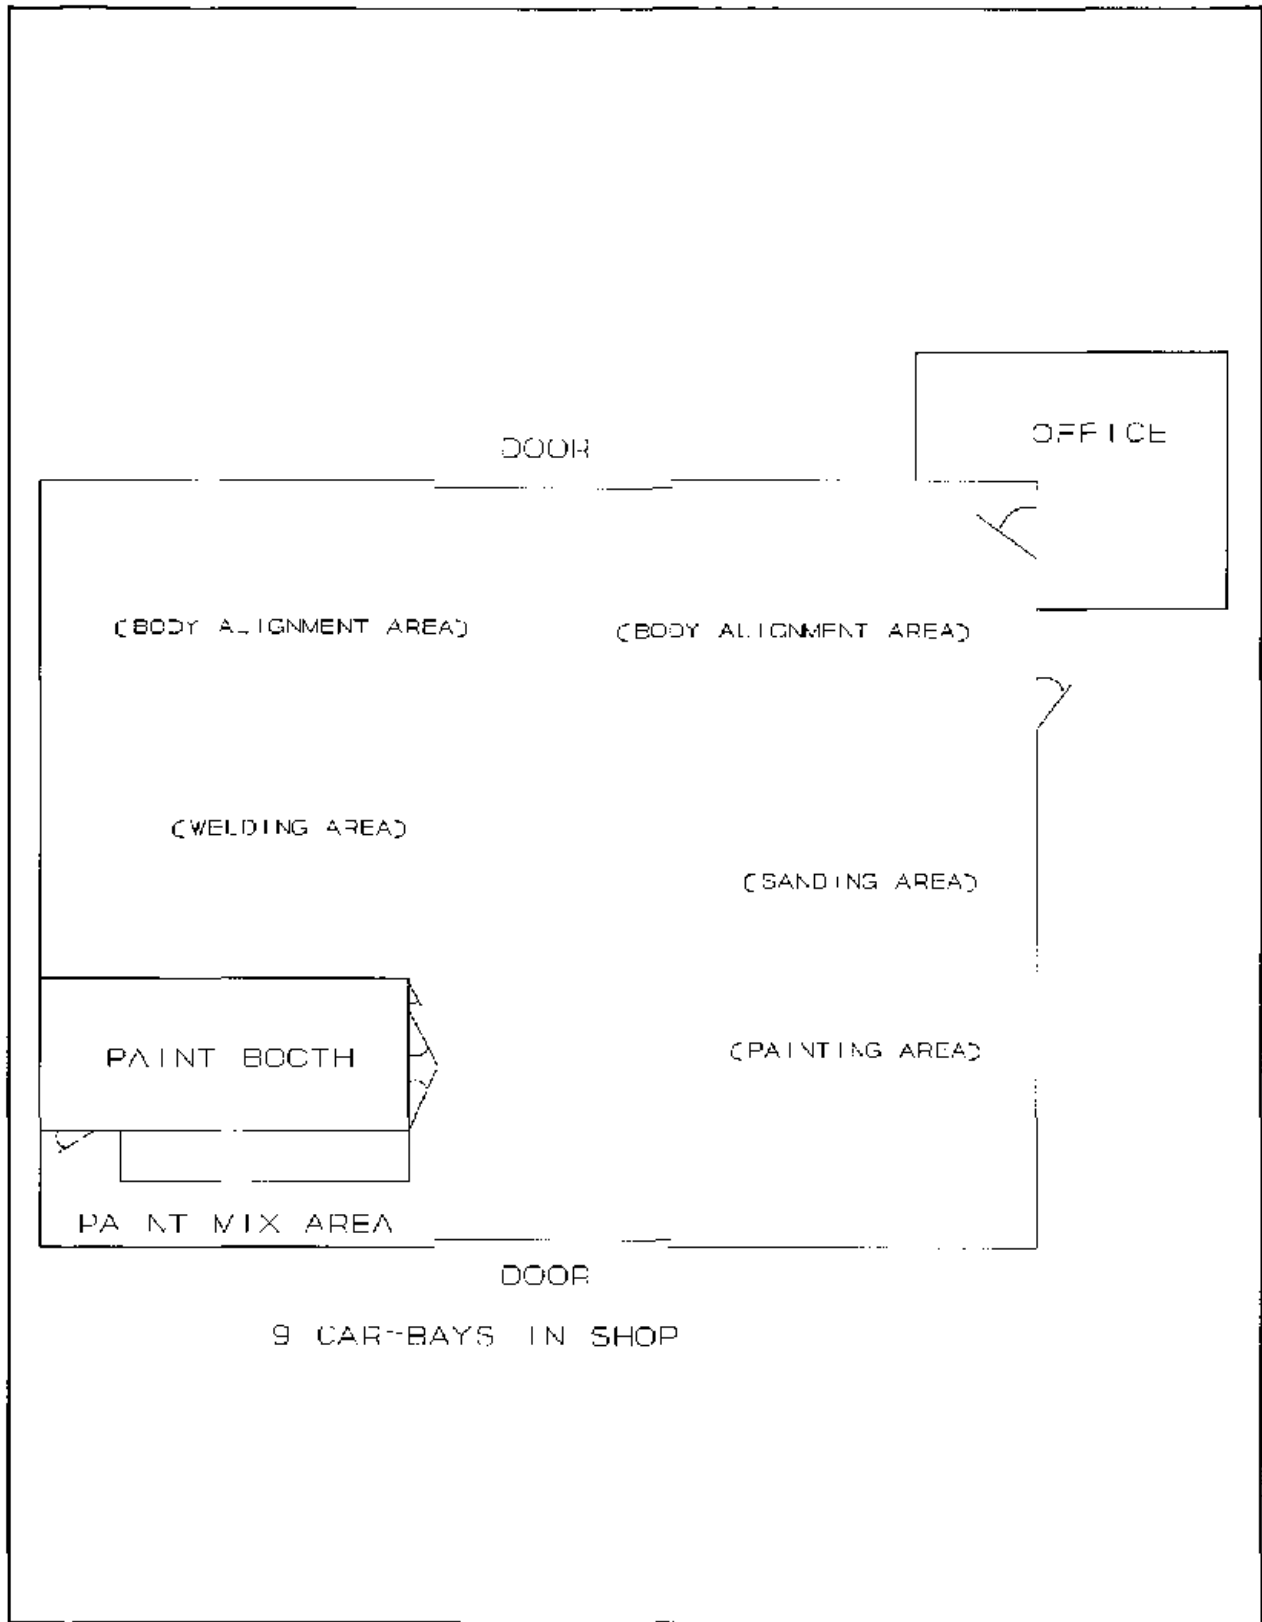 OFFICE
DOOR
(BODY ALIGNMENT AREA)
(BODY ALIGNMENT AREA)
(WELDING AREA)
(SANDING AREA)
PAINT BOOTH
(PAINTING AREA)
PAINT MIX AREA
DOOR
9 CAR-BAYS IN SHOP